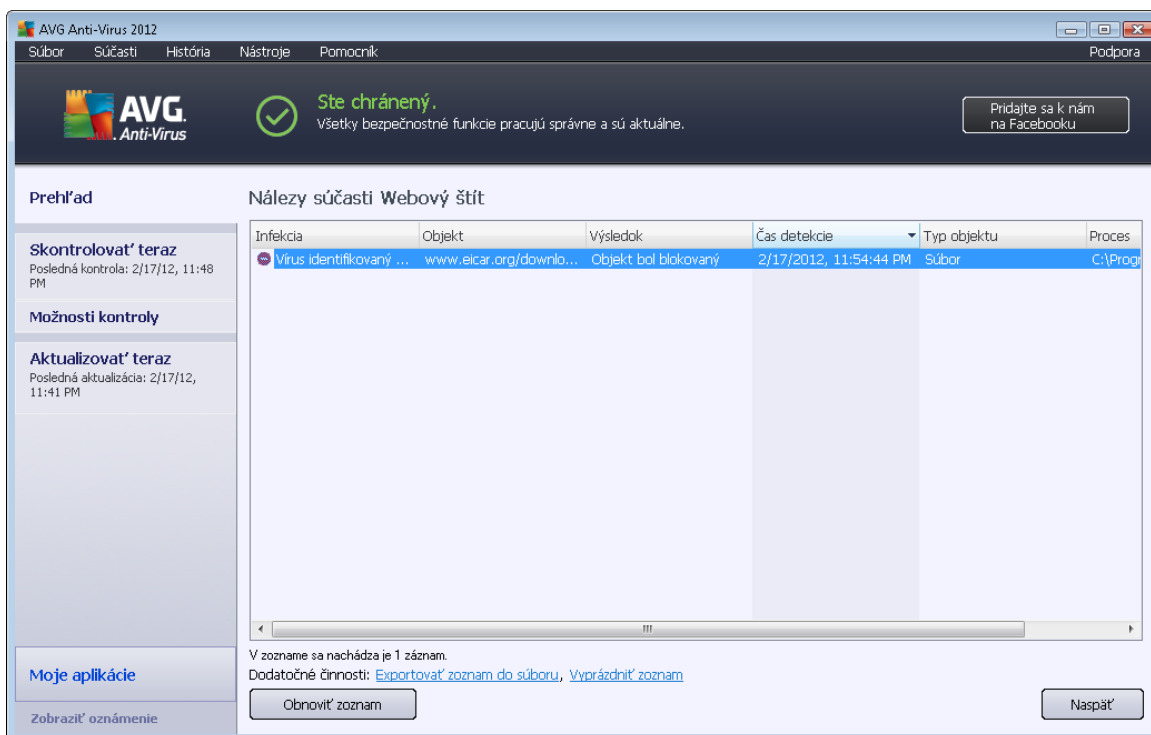 AVG Anti-Virus 2012
Súbor Súčasti História Nástroje Pomocník Podpora
AVG.
Anti-Virus
Ste chránený.
Všetky bezpečnostné funkcie pracujú správne a sú aktuálne.
Pridajte sa k nám
na Facebooku
Prehľad
Skontrolovať teraz
Posledná kontrola: 2/17/12, 11:48
PM
Možnosti kontroly
Aktualizovať teraz
Posledná aktualizácia: 2/17/12,
11:41 PM
Moje aplikácie
Zobraziť oznámenie
Nálezy súčasti Webový štít
Infekcia Objekt Výsledok Čas detekcie Typ objektu Proces
Vírus identifikovaný ... www.eicar.org/downlo... Objekt bol blokovaný 2/17/2012, 11:54:44 PM Súbor C:\Progr
V zozname sa nachádza je 1 záznam.
Dodatočné činnosti: Exportovať zoznam do súboru, Vyprázdniť zoznam
Obnoviť zoznam
Naspäť